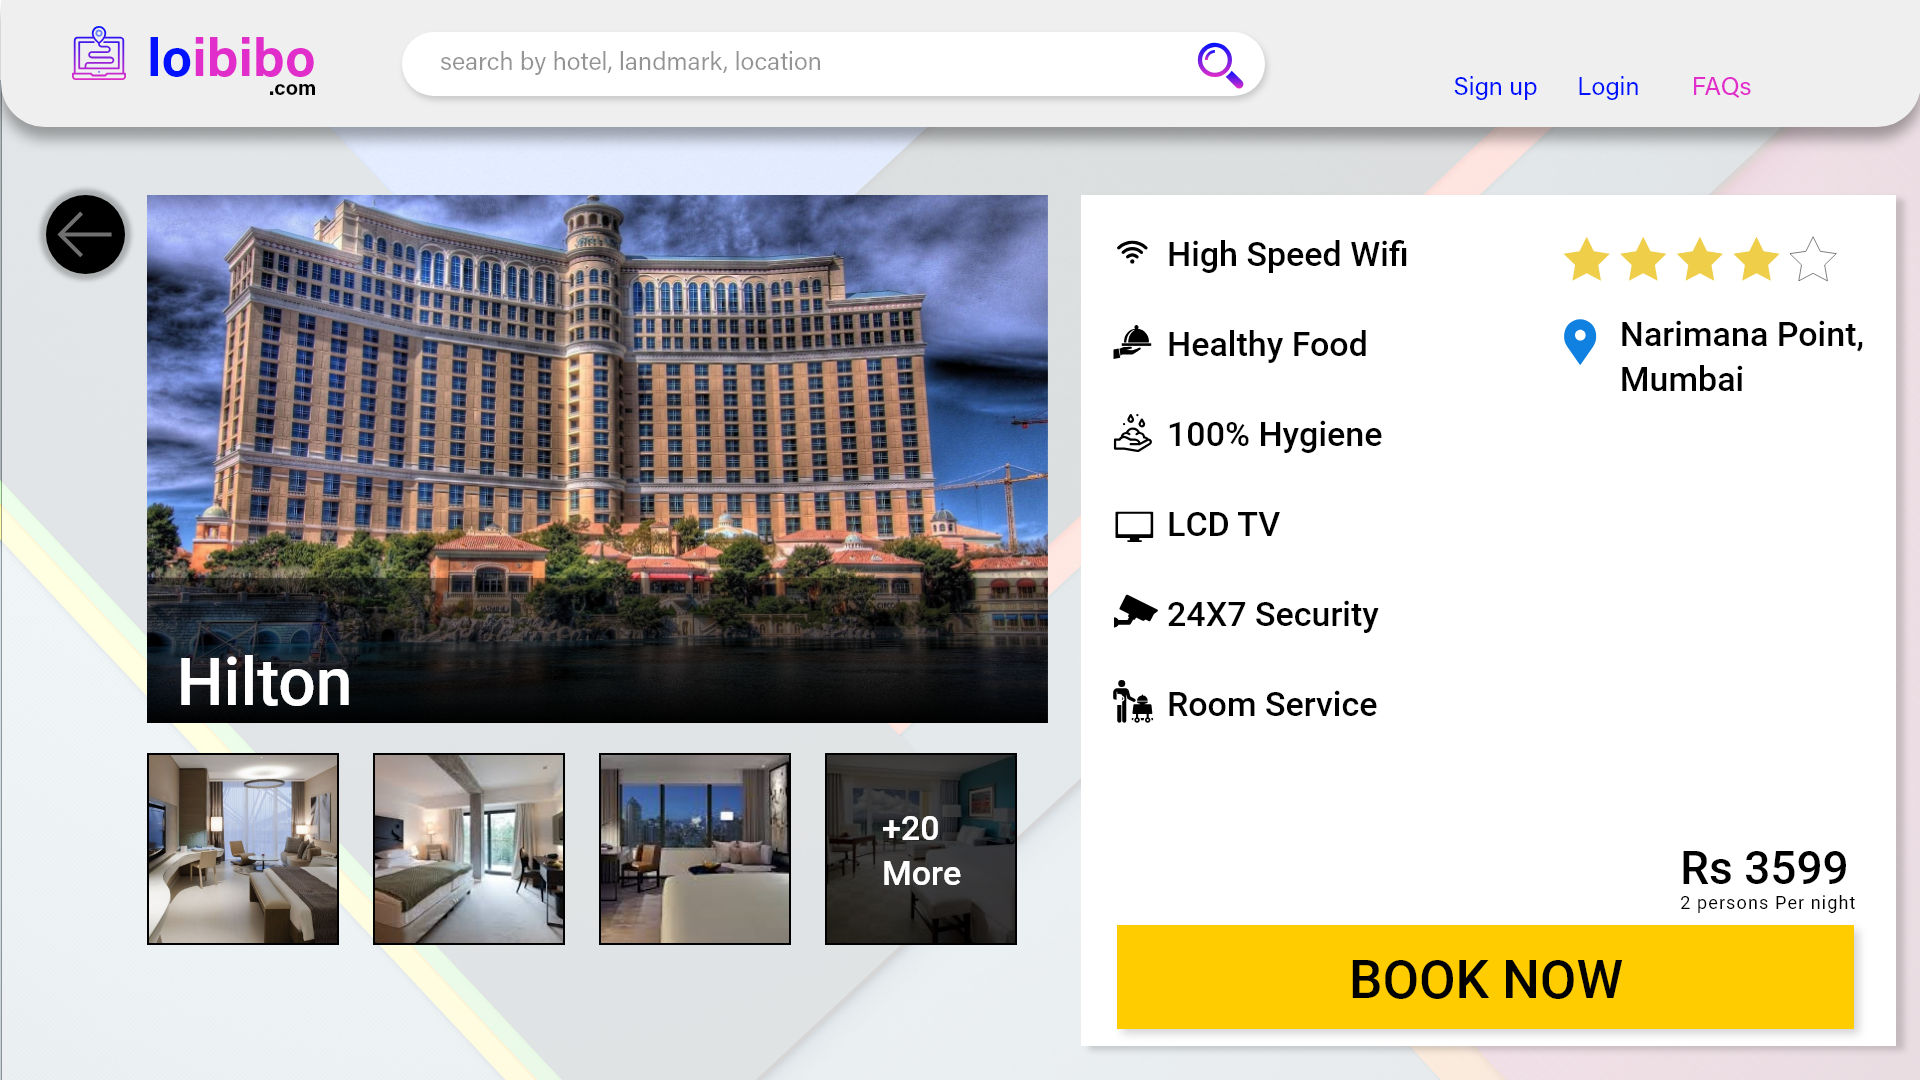 loibibo
.com
search by hotel, landmark, location
Sign up
Login
FAQs
Hilton
+20
More
High Speed Wifi
Healthy Food
100% Hygiene
LCD TV
24X7 Security
Room Service
Narimana Point,
Mumbai
Rs 3599
2 persons Per night
BOOK NOW